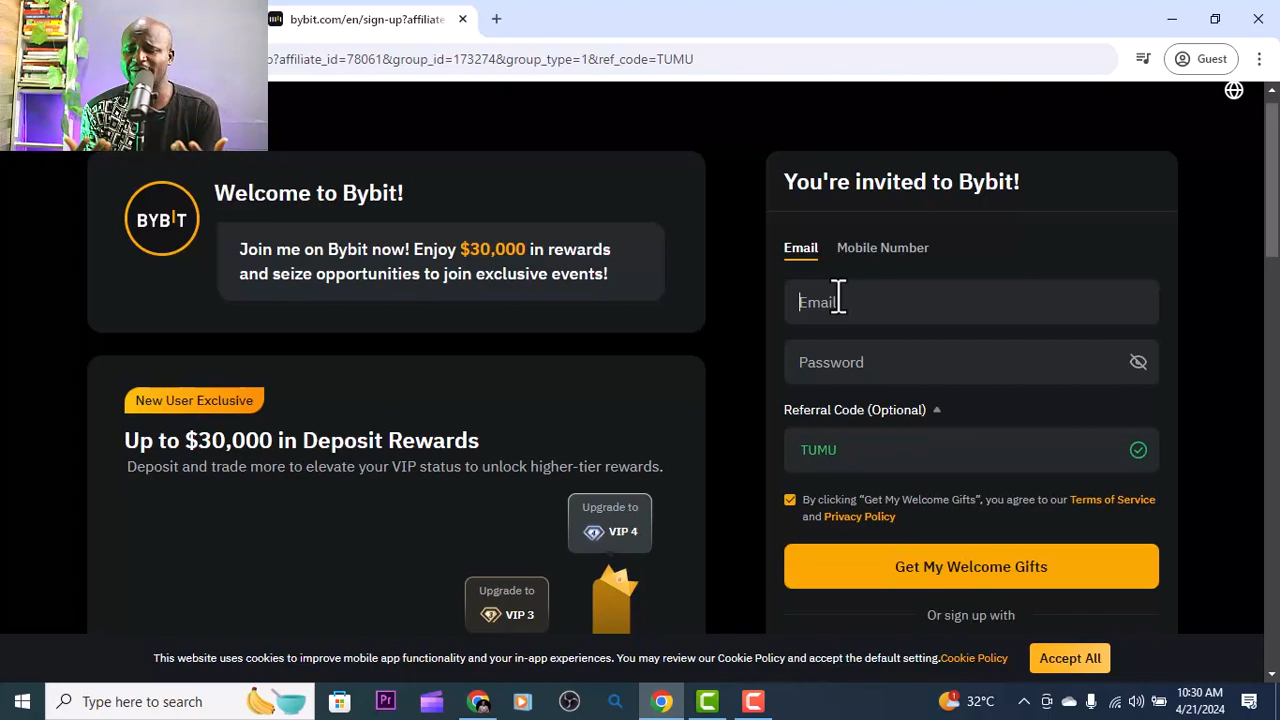 bybit.com/en/sign-up?affiliate
p?affiliate_id=78061&group_id=173274&group_type=1&ref_code=TUMU
Guest
BYBIT
Welcome to Bybit!
Join me on Bybit now! Enjoy $30,000 in rewards
and seize opportunities to join exclusive events!
New User Exclusive
Up to $30,000 in Deposit Rewards
Deposit and trade more to elevate your VIP status to unlock higher-tier rewards.
Upgrade to
VIP 4
Upgrade to
VIP 3
You're invited to Bybit!
Email Mobile Number
Email
Password
Referral Code (Optional)
TUMU
By clicking “Get My Welcome Gifts”, you agree to our Terms of Service
and Privacy Policy
Get My Welcome Gifts
Or sign up with
This website uses cookies to improve mobile app functionality and your in-app experiences. You may review our Cookie Policy and accept the default setting.Cookie Policy
Accept All
Type here to search
Pr
1
32°C
10:30 AM
4/21/2024